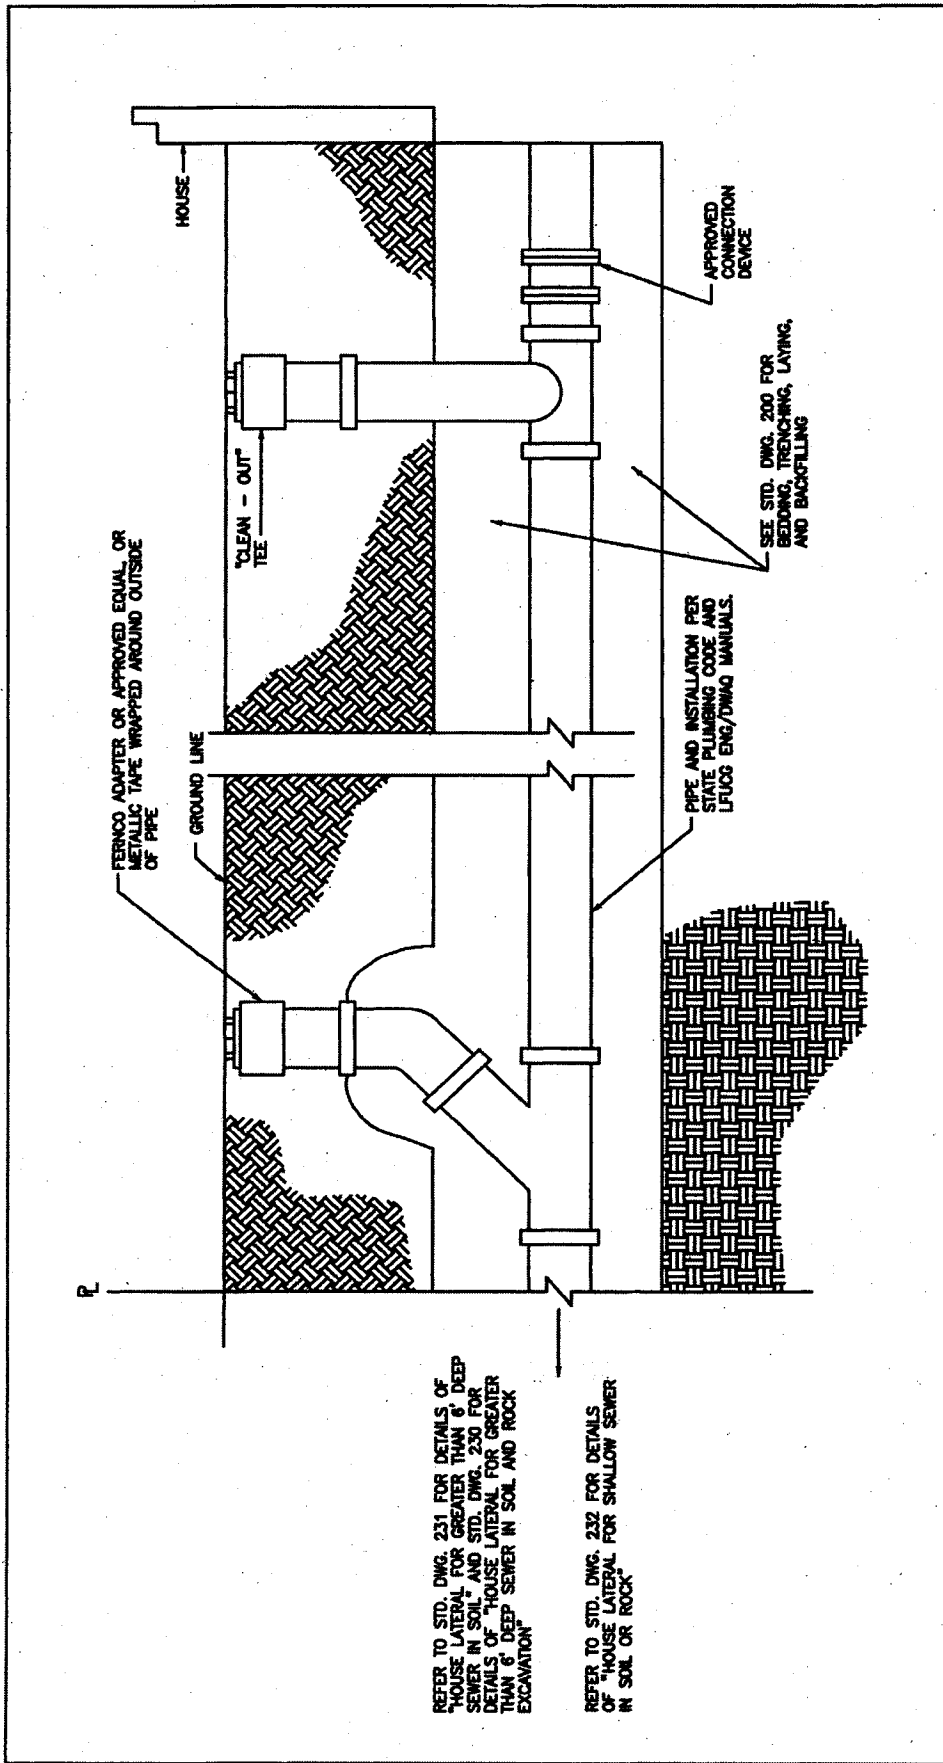 HOUSE
FERNCO ADAPTER OR APPROVED EQUAL, OR
METALLIC TAPE WRAPPED AROUND OUTSIDE
OF PIPE
GROUND LINE
"CLEAN - OUT"
TEE
PL
APPROVED
CONNECTION
DEVICE
SEE STD. DWG. 200 FOR
BEDDING, TRENCHING, LAYING,
AND BACKFILLING
PIPE AND INSTALLATION PER
STATE PLUMBING CODE AND
LFUCG ENG/DWAQ MANUALS.
REFER TO STD. DWG. 231 FOR DETAILS OF
"HOUSE LATERAL FOR GREATER THAN 6' DEEP
SEWER IN SOIL" AND STD. DWG. 230 FOR
DETAILS OF "HOUSE LATERAL FOR GREATER
THAN 6' DEEP SEWER IN SOIL AND ROCK
EXCAVATION"
REFER TO STD. DWG. 232 FOR DETAILS
OF "HOUSE LATERAL FOR SHALLOW SEWER
IN SOIL OR ROCK"